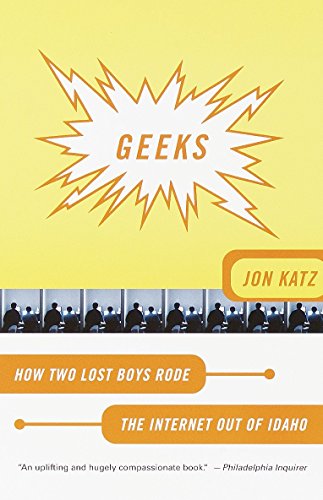 GEEKS
JON KATZ
HOW TWO LOST BOYS RODE
THE INTERNET OUT OF IDAHO
"An uplifting and hugely compassionate book." — Philadelphia Inquirer